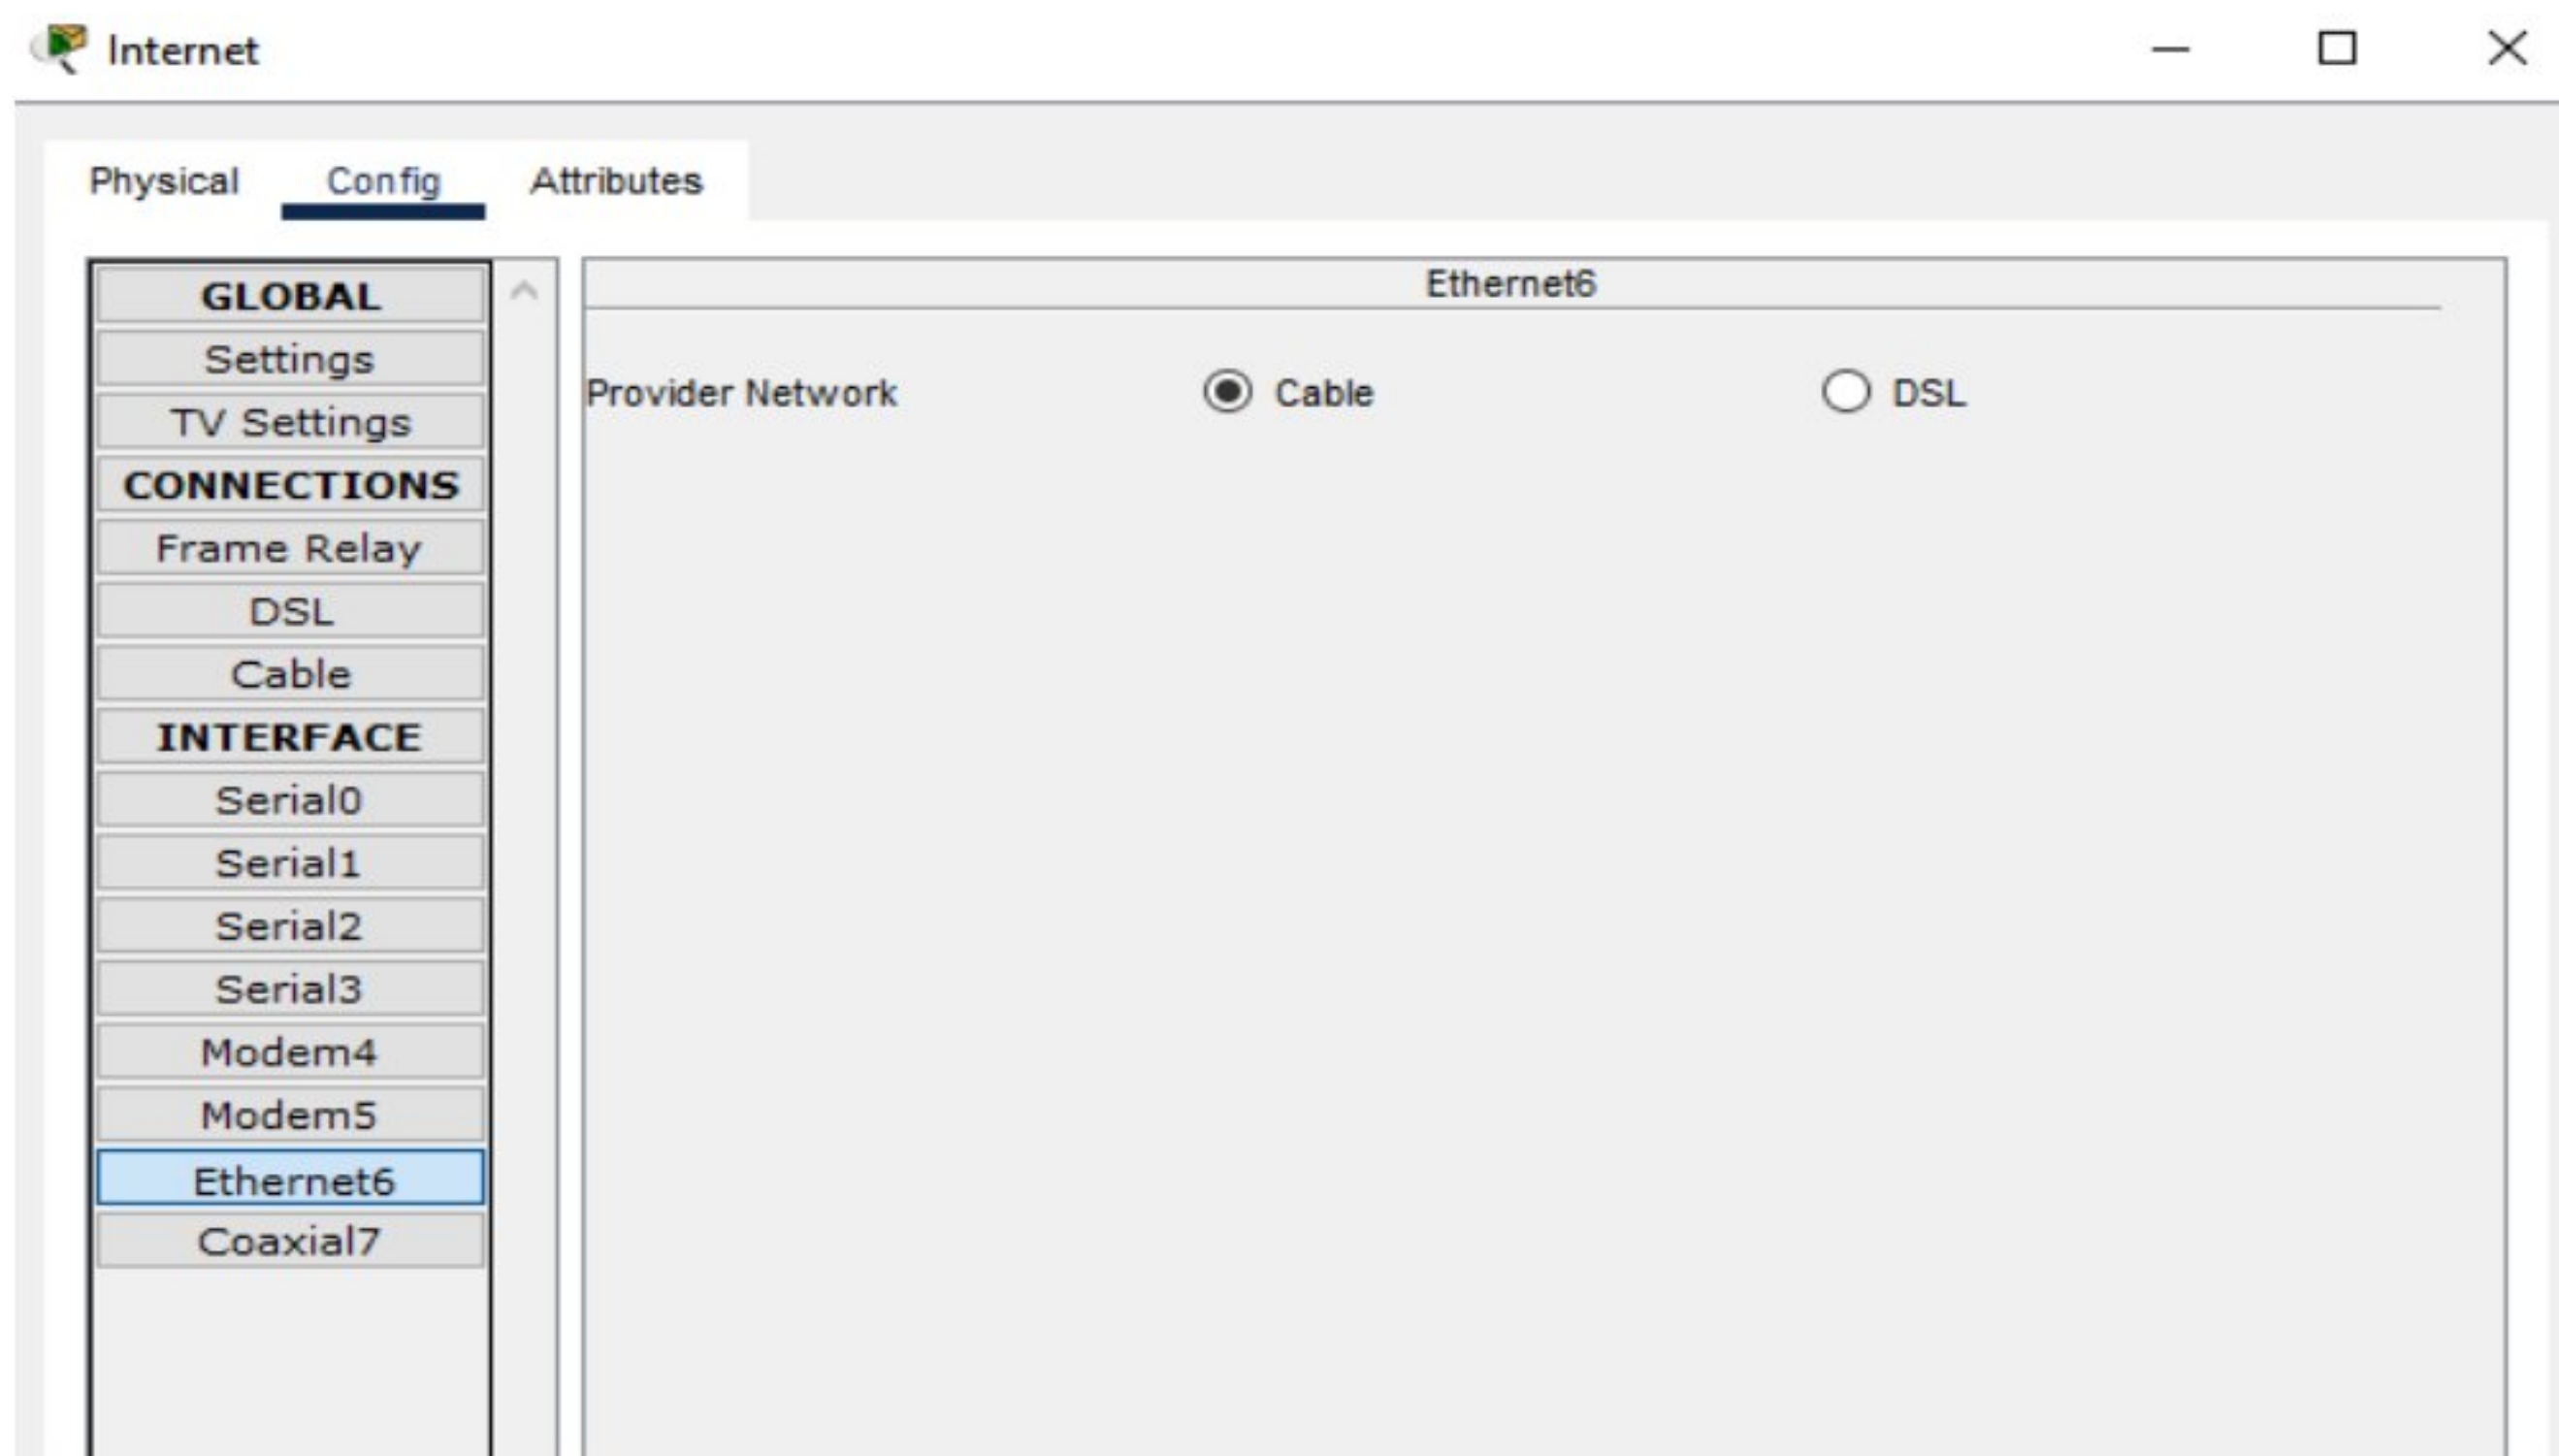 Internet
Physical Config Attributes
GLOBAL
Settings
TV Settings
CONNECTIONS
Frame Relay
DSL
Cable
INTERFACE
Serial0
Serial1
Serial2
Serial3
Modem4
Modem5
Ethernet6
Coaxial7
Ethernet6
Provider Network Cable DSL